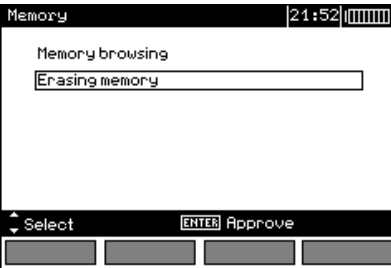 Memory 21:52
Memory browsing
Erasing memory
Select ENTER Approve